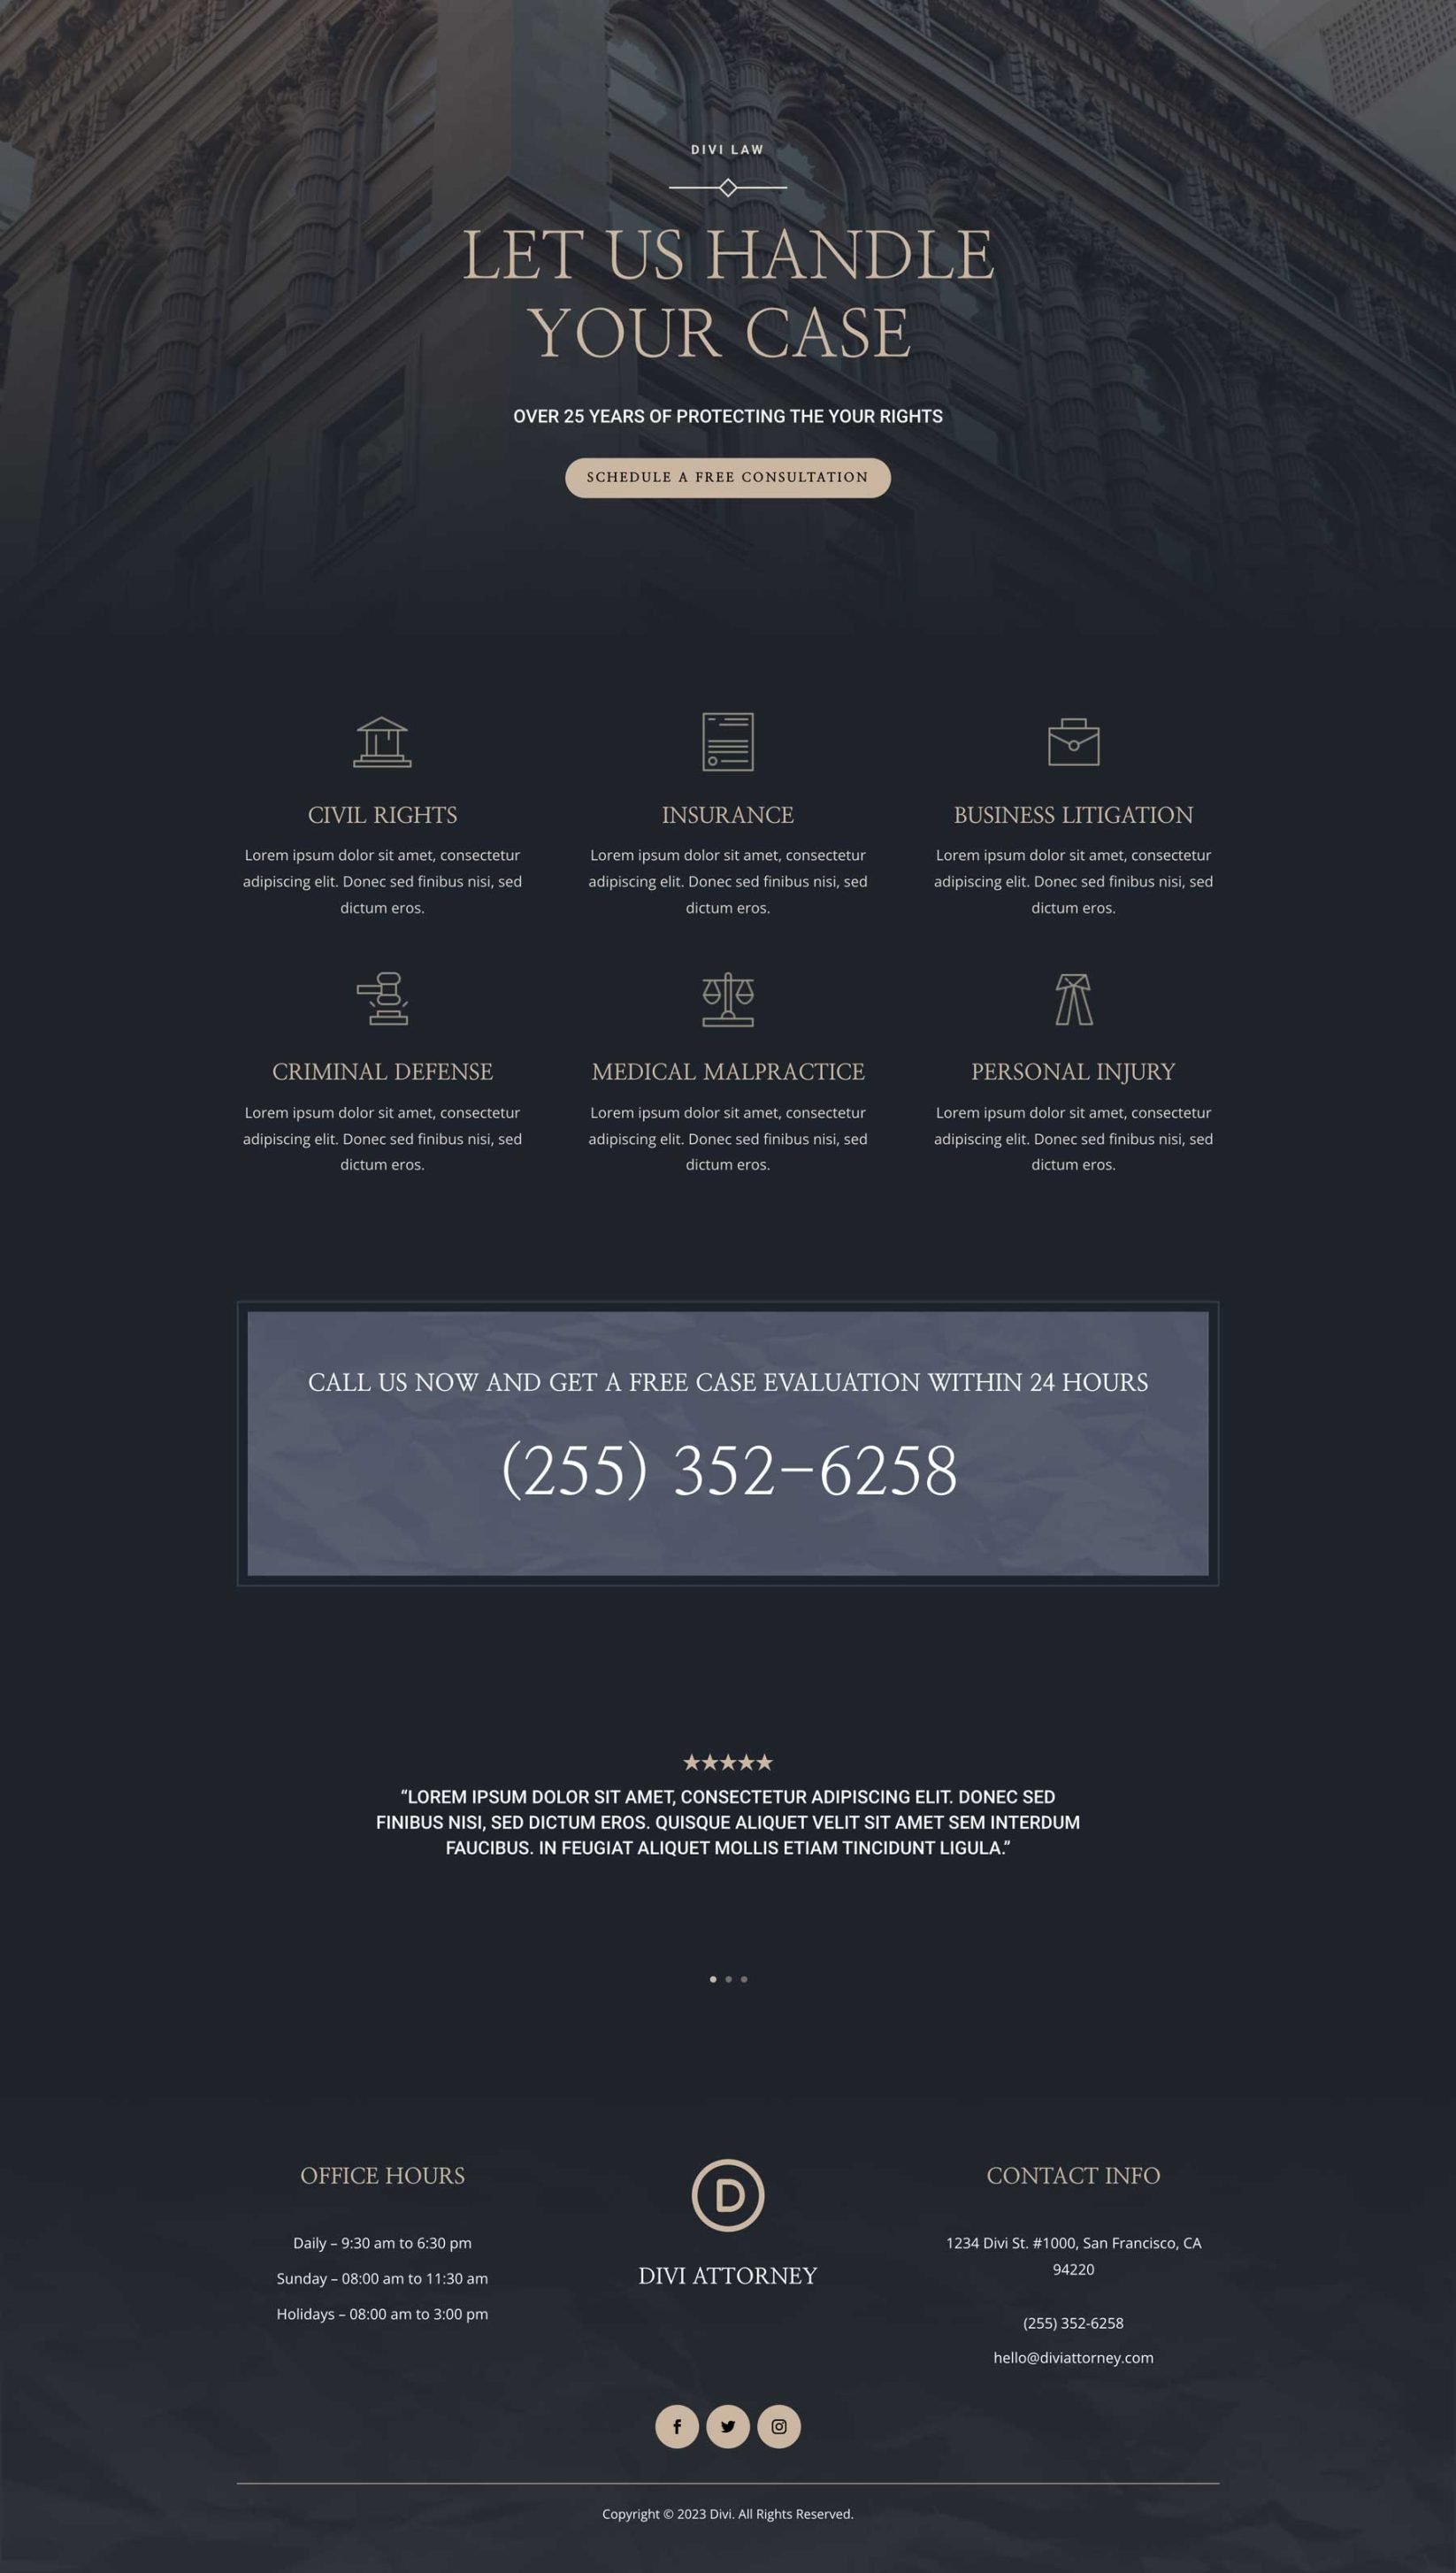 DIVI LAW
LET US HANDLE
YOUR CASE
OVER 25 YEARS OF PROTECTING THE YOUR RIGHTS
SCHEDULE A FREE CONSULTATION
CIVIL RIGHTS
Lorem ipsum dolor sit amet, consectetur
adipiscing elit. Donec sed finibus nisi, sed
dictum eros.
INSURANCE
Lorem ipsum dolor sit amet, consectetur
adipiscing elit. Donec sed finibus nisi, sed
dictum eros.
BUSINESS LITIGATION
Lorem ipsum dolor sit amet, consectetur
adipiscing elit. Donec sed finibus nisi, sed
dictum eros.
CRIMINAL DEFENSE
Lorem ipsum dolor sit amet, consectetur
adipiscing elit. Donec sed finibus nisi, sed
dictum eros.
MEDICAL MALPRACTICE
Lorem ipsum dolor sit amet, consectetur
adipiscing elit. Donec sed finibus nisi, sed
dictum eros.
PERSONAL INJURY
Lorem ipsum dolor sit amet, consectetur
adipiscing elit. Donec sed finibus nisi, sed
dictum eros.
CALL US NOW AND GET A FREE CASE EVALUATION WITHIN 24 HOURS
(255) 352-6258
“LOREM IPSUM DOLOR SIT AMET, CONSECTETUR ADIPISCING ELIT. DONEC SED
FINIBUS NISI, SED DICTUM EROS. QUISQUE ALIQUET VELIT SIT AMET SEM INTERDUM
FAUCIBUS. IN FEUGIAT ALIQUET MOLLIS ETIAM TINCIDUNT LIGULA.”
OFFICE HOURS
Daily – 9:30 am to 6:30 pm
Sunday – 08:00 am to 11:30 am
Holidays – 08:00 am to 3:00 pm
D
DIVI ATTORNEY
CONTACT INFO
1234 Divi St. #1000, San Francisco, CA
94220
(255) 352-6258
hello@diviattorney.com
Copyright © 2023 Divi. All Rights Reserved.